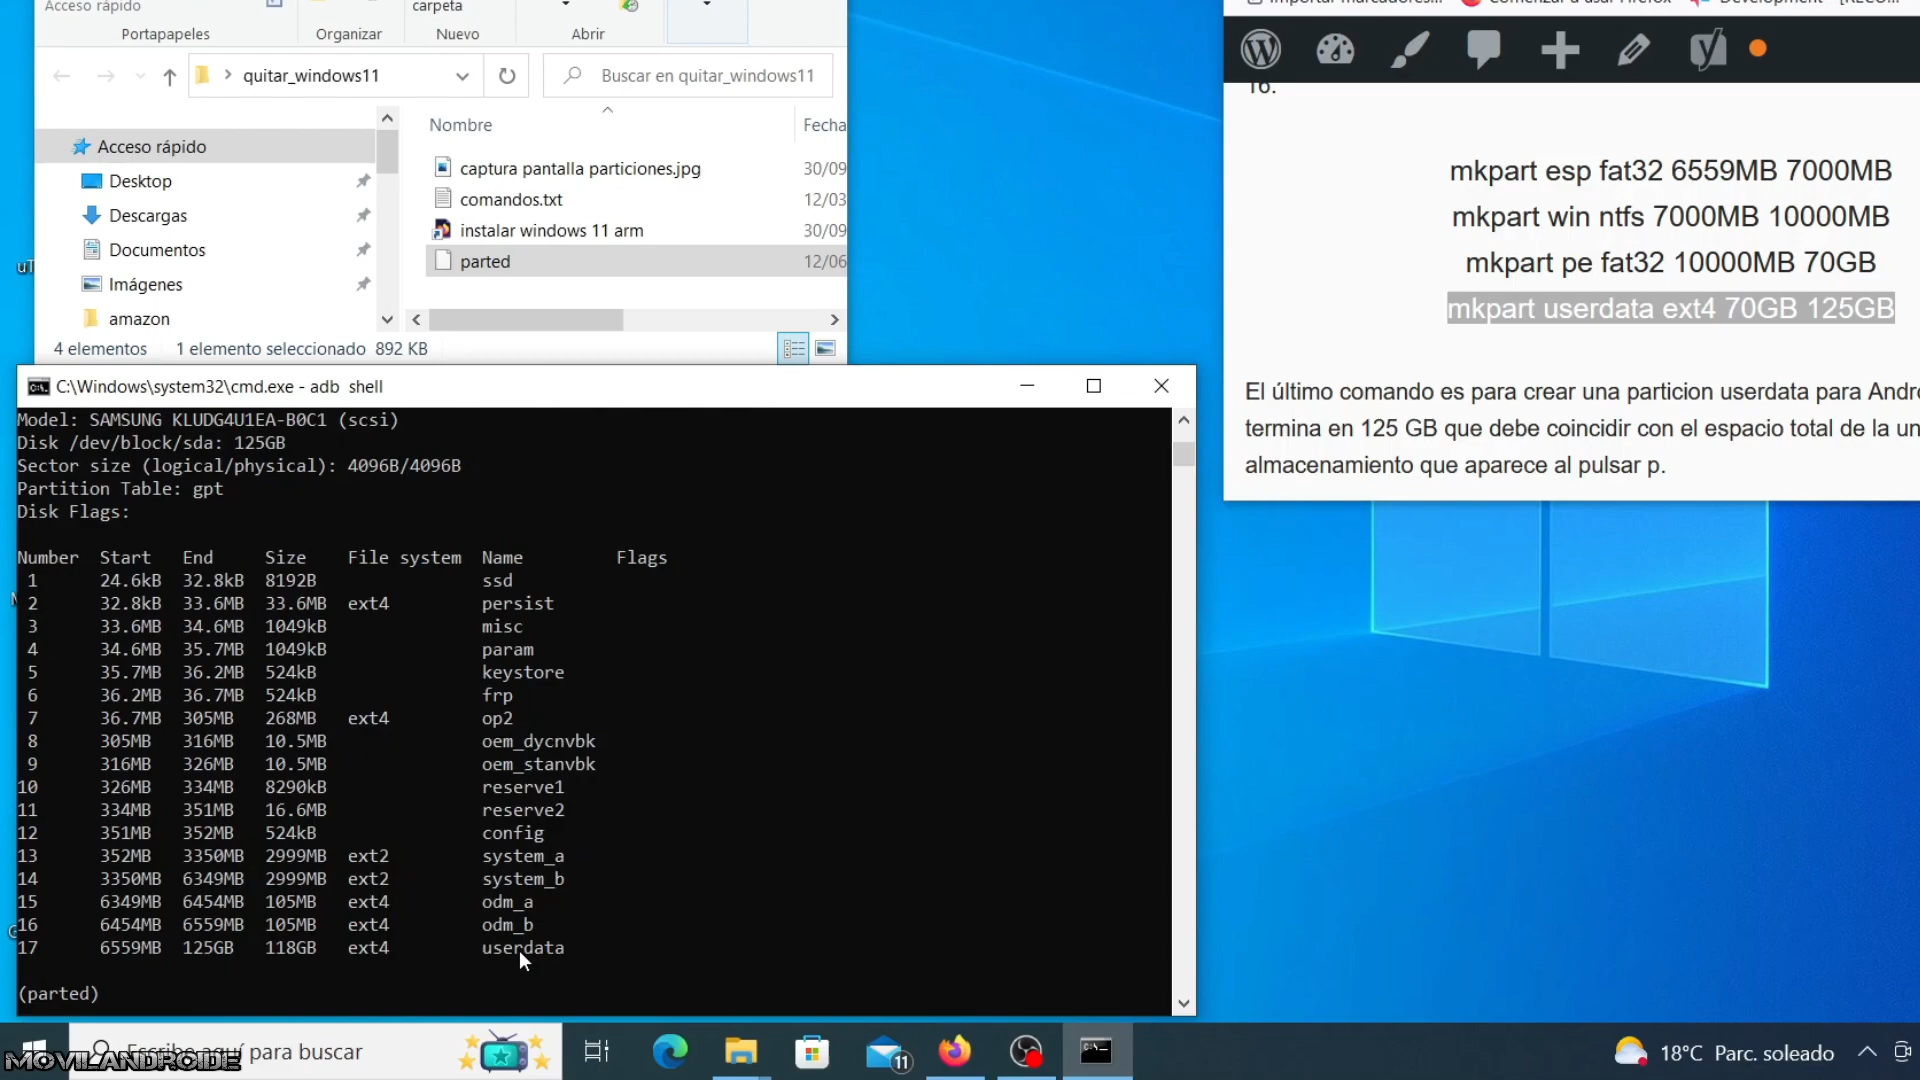 Acceso rápido
carpeta
Portapapeles
Organizar
Nuevo
Abrir
quitar_windows11
Buscar en quitar_windows11
Nombre
Fecha
Acceso rápido
Desktop
Descargas
Documentos
Imágenes
amazon
captura pantalla particiones.jpg 30/09
comandos.txt 12/03
instalar windows 11 arm 30/09
parted 12/06
4 elementos 1 elemento seleccionado 892 KB
16.
mkpart esp fat32 6559MB 7000MB
mkpart win ntfs 7000MB 10000MB
mkpart pe fat32 10000MB 70GB
mkpart userdata ext4 70GB 125GB
El último comando es para crear una particion userdata para Andro
termina en 125 GB que debe coincidir con el espacio total de la un
almacenamiento que aparece al pulsar p.
C:\Windows\system32\cmd.exe - adb shell
Model: SAMSUNG KLUDG4U1EA-B0C1 (scsi)
Disk /dev/block/sda: 125GB
Sector size (logical/physical): 4096B/4096B
Partition Table: gpt
Disk Flags:
Number Start End Size File system Name Flags
1 24.6kB 32.8kB 8192B ssd
2 32.8kB 33.6MB 33.6MB ext4 persist
3 33.6MB 34.6MB 1049kB misc
4 34.6MB 35.7MB 1049kB param
5 35.7MB 36.2MB 524kB keystore
6 36.2MB 36.7MB 524kB frp
7 36.7MB 305MB 268MB ext4 op2
8 305MB 316MB 10.5MB oem_dycnvbk
9 316MB 326MB 10.5MB oem_stanvbk
10 326MB 334MB 8290kB reserve1
11 334MB 351MB 16.6MB reserve2
12 351MB 352MB 524kB config
13 352MB 3350MB 2999MB ext2 system_a
14 3350MB 6349MB 2999MB ext2 system_b
15 6349MB 6454MB 105MB ext4 odm_a
16 6454MB 6559MB 105MB ext4 odm_b
17 6559MB 125GB 118GB ext4 userdata
(parted)
Escribe aquí para buscar
MOVILANDROIDE
11
18°C Parc. soleado